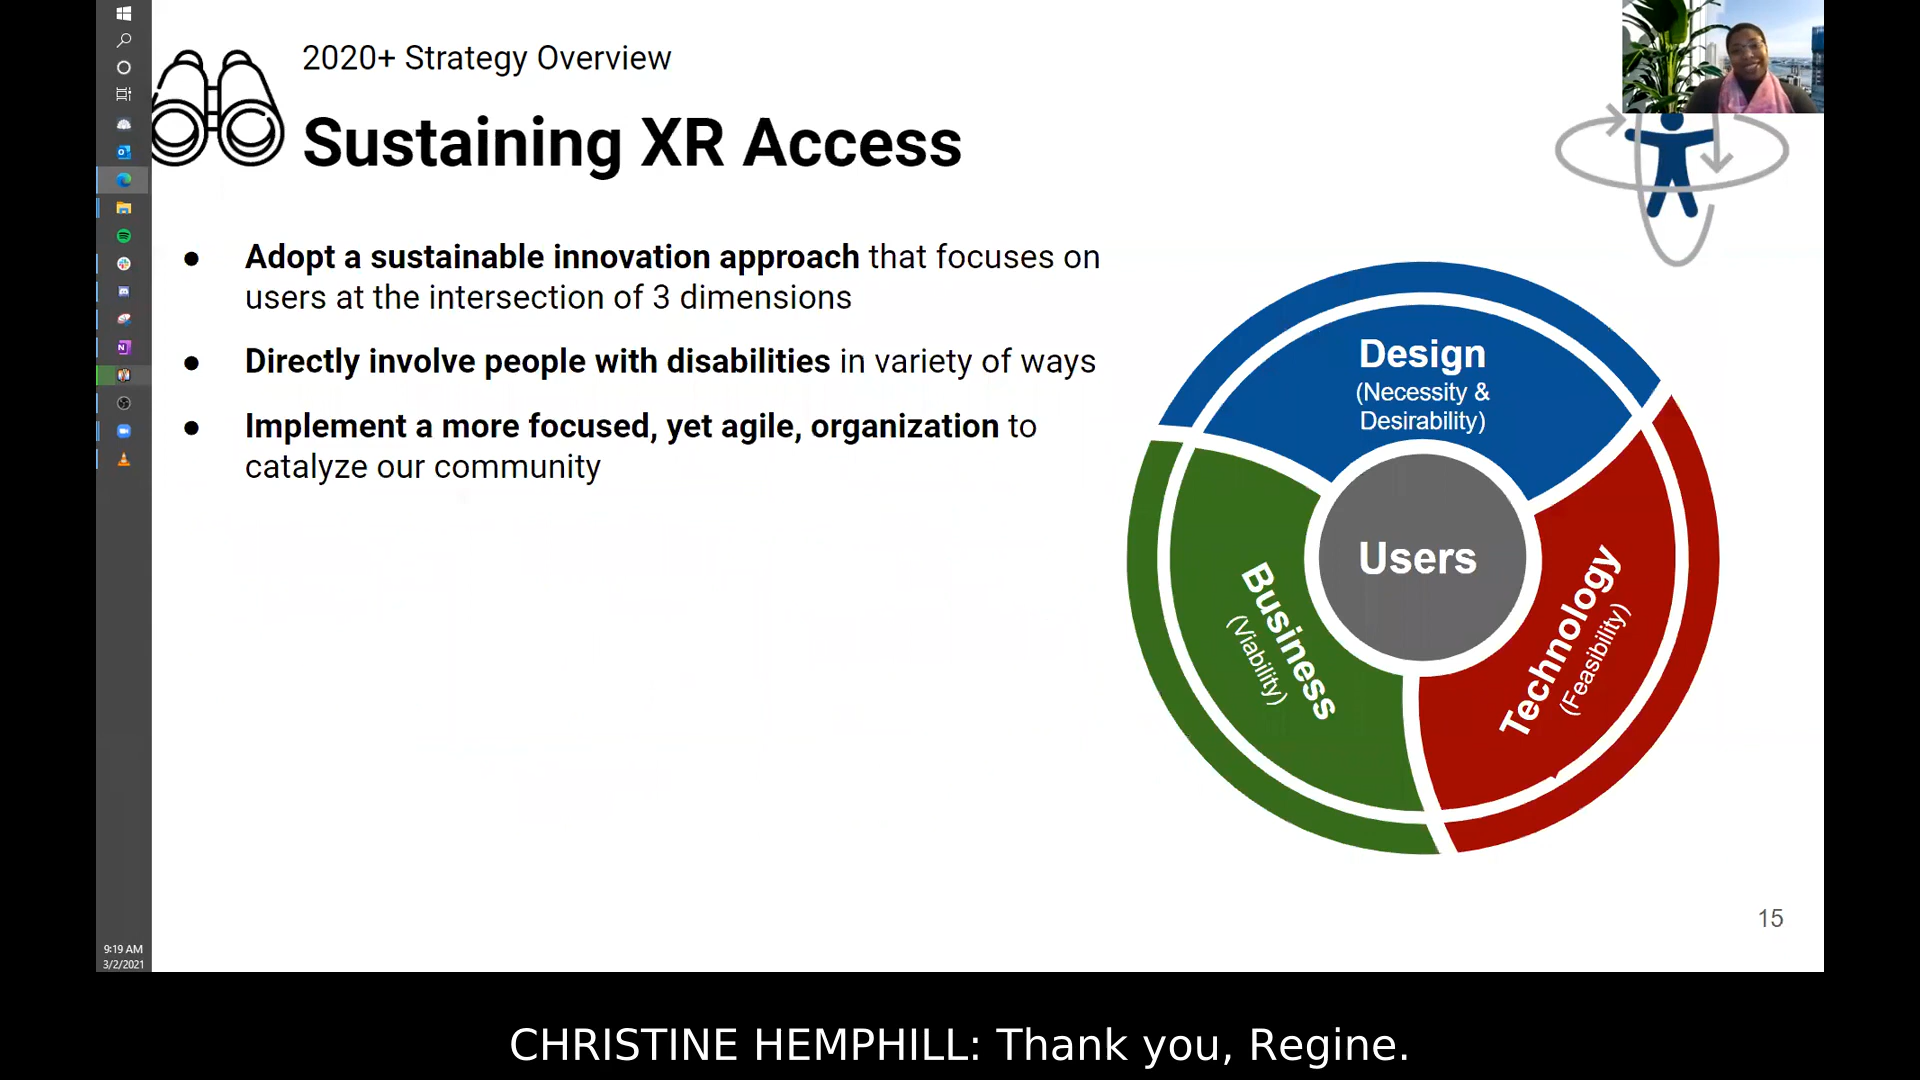 2020+ Strategy Overview
Sustaining XR Access
● Adopt a sustainable innovation approach that focuses on
users at the intersection of 3 dimensions
● Directly involve people with disabilities in variety of ways
● Implement a more focused, yet agile, organization to
catalyze our community
Design
(Necessity &
Desirability)
Users
Business
(Viability)
Technology
(Feasibility)
15
9:19 AM
3/2/2021
CHRISTINE HEMPHILL: Thank you, Regine.